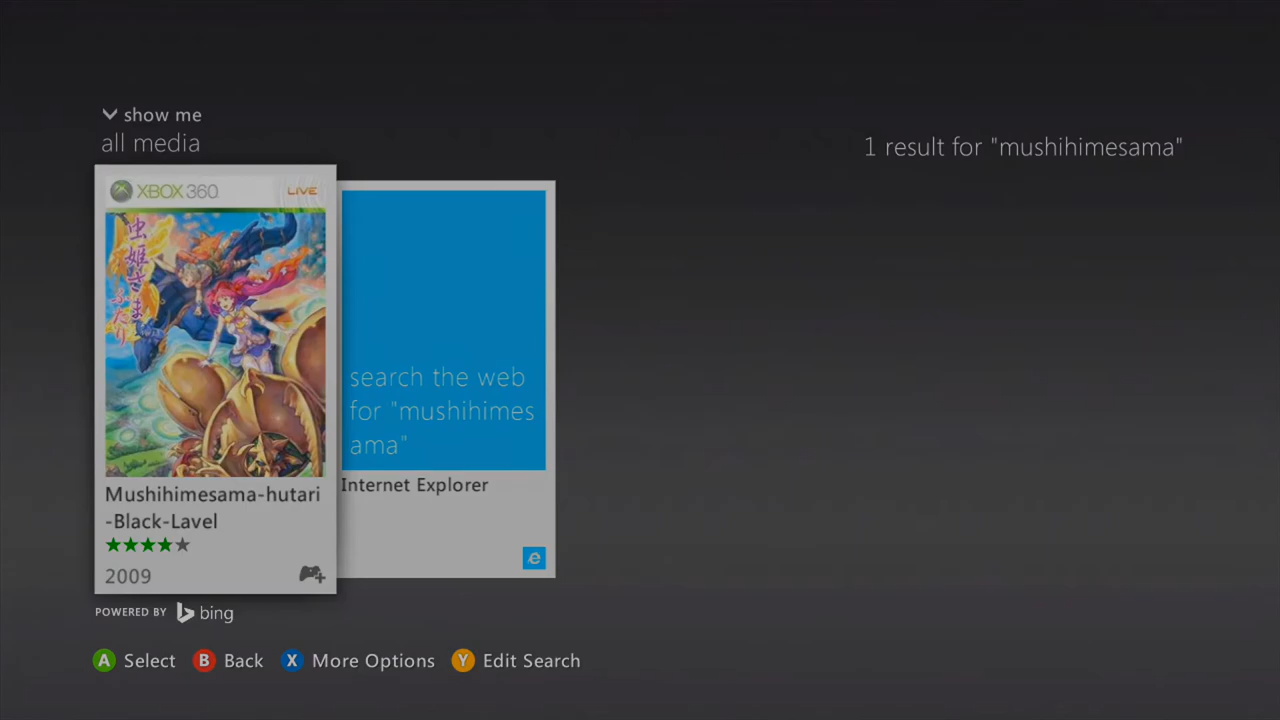 show me
all media
1 result for "mushihimesama"
XBOX 360
LIVE
虫姫さま
ふたり
search the web
for "mushihimes
ama"
Mushihimesama-hutari
-Black-Lavel
2009
Internet Explorer
POWERED BY bing
A Select B Back X More Options Y Edit Search